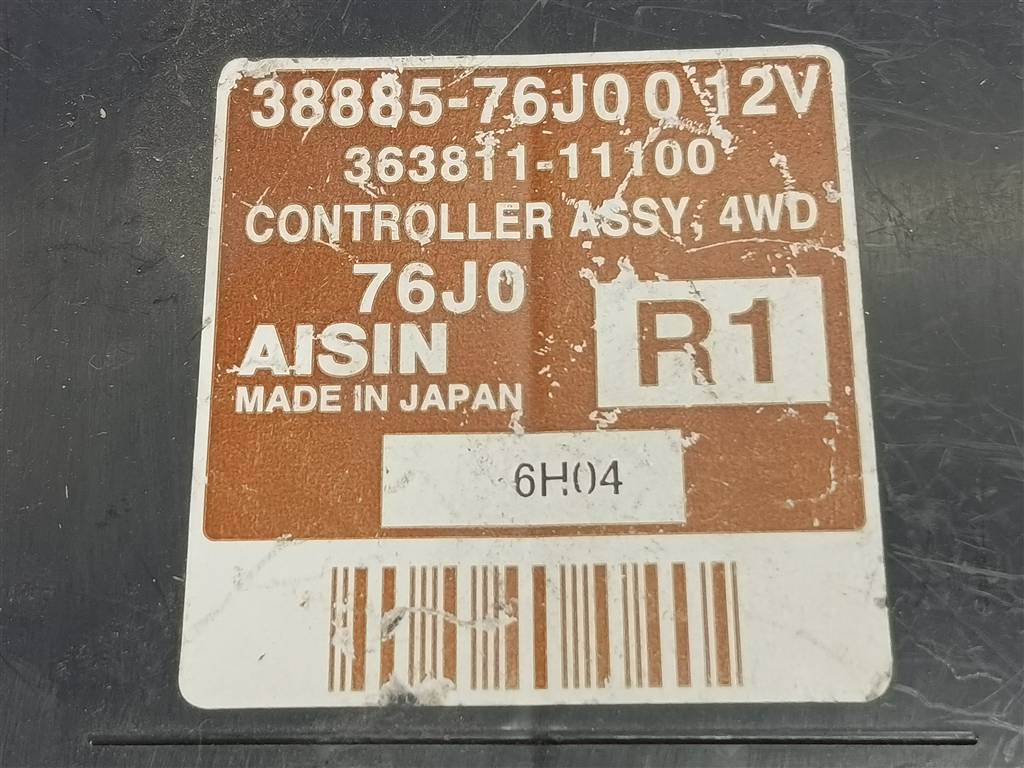 38885-76J00 12V
363811-11100
CONTROLLER ASSY, 4WD
76J0
R1
AISIN
MADE IN JAPAN
6H04